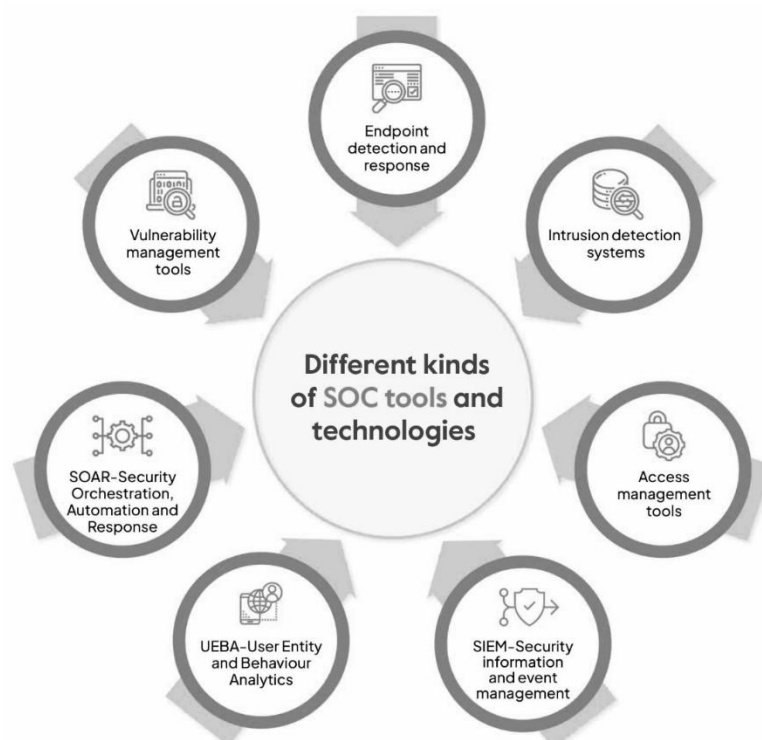 Endpoint
detection and
response
Vulnerability
management
tools
Intrusion detection
systems
Different kinds
of SOC tools and
technologies
SOAR-Security
Orchestration,
Automation and
Response
Access
management
tools
UEBA-User Entity
and Behaviour
Analytics
SIEM-Security
information
and event
management